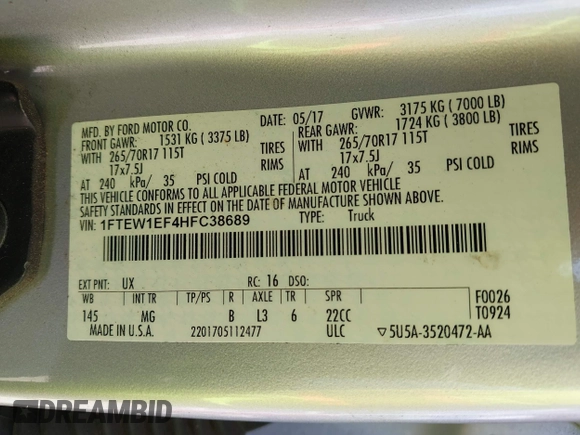 MFD. BY FORD MOTOR CO.
DATE: 05/17 GVWR: 3175 KG ( 7000 LB)
FRONT GAWR: 1531 KG ( 3375 LB)
REAR GAWR: 1724 KG ( 3800 LB)
WITH 265/70R17 115T TIRES
17x7.5J RIMS
AT 240 kPa/ 35 PSI COLD
WITH 265/70R17 115T TIRES
17x7.5J RIMS
AT 240 kPa/ 35 PSI COLD
THIS VEHICLE CONFORMS TO ALL APPLICABLE FEDERAL MOTOR VEHICLE
SAFETY STANDARDS IN EFFECT ON THE DATE OF MANUFACTURE SHOWN ABOVE.
VIN: 1FTEW1EF4HFC38689 TYPE: Truck
EXT PNT: UX RC: 16 DSO:
WB INT TR TP/PS R AXLE TR SPR F0026
145 MG B L3 6 22CC T0924
MADE IN U.S.A. 2201705112477 ULC ▽5U5A-3520472-AA
DREAMBID